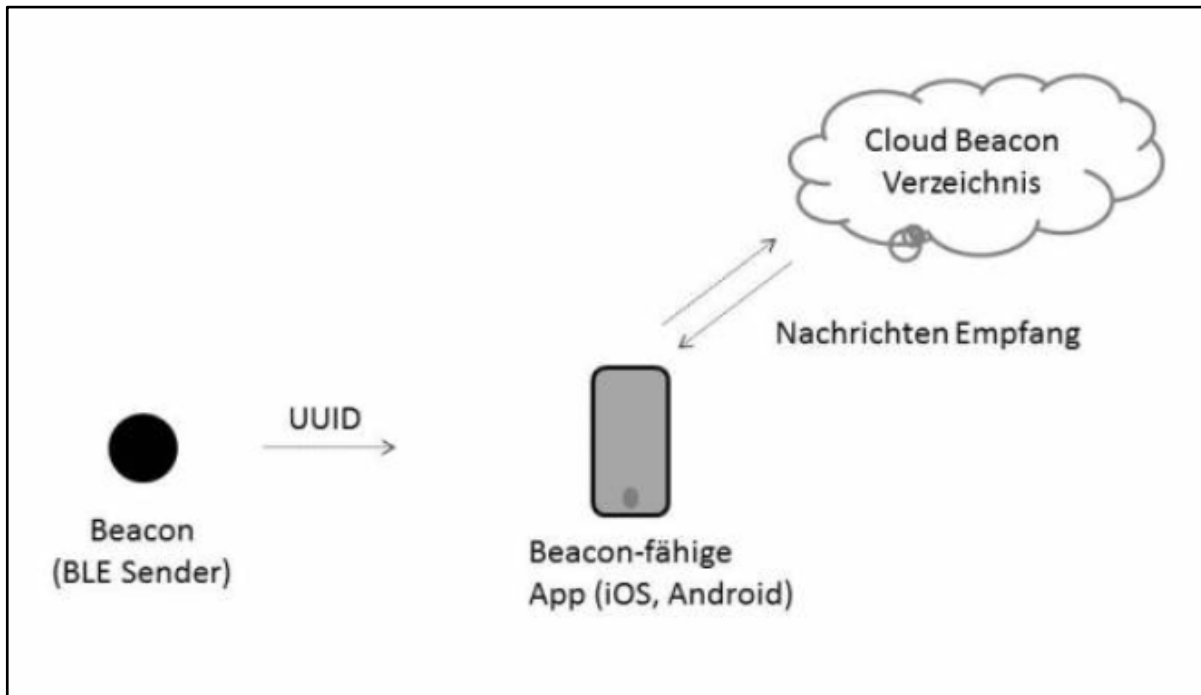 Cloud Beacon
Verzeichnis
Nachrichten Empfang
UUID
Beacon
(BLE Sender)
Beacon-fähige
App (iOS, Android)